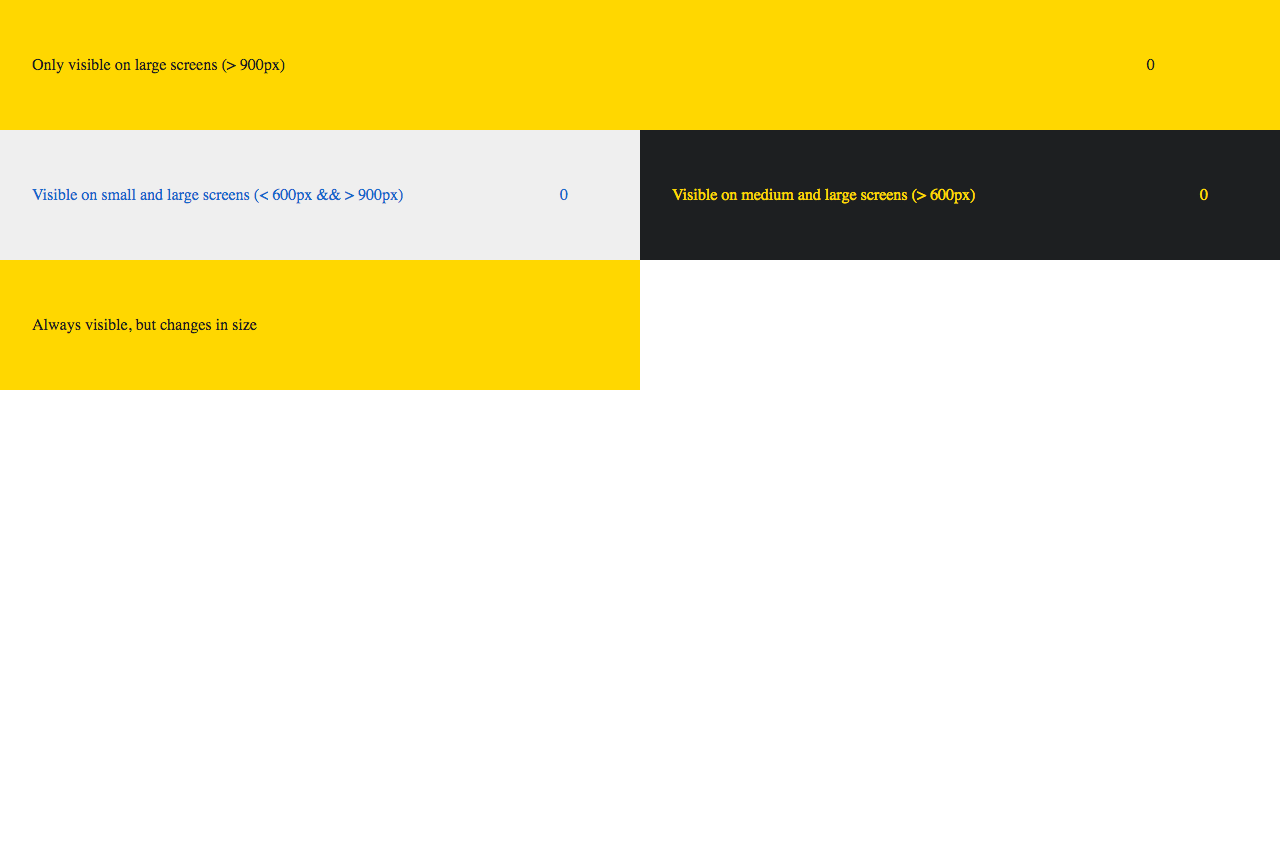 Only visible on large screens (> 900px) 0
Visible on small and large screens (< 600px && > 900px) 0
Visible on medium and large screens (> 600px) 0
Always visible, but changes in size